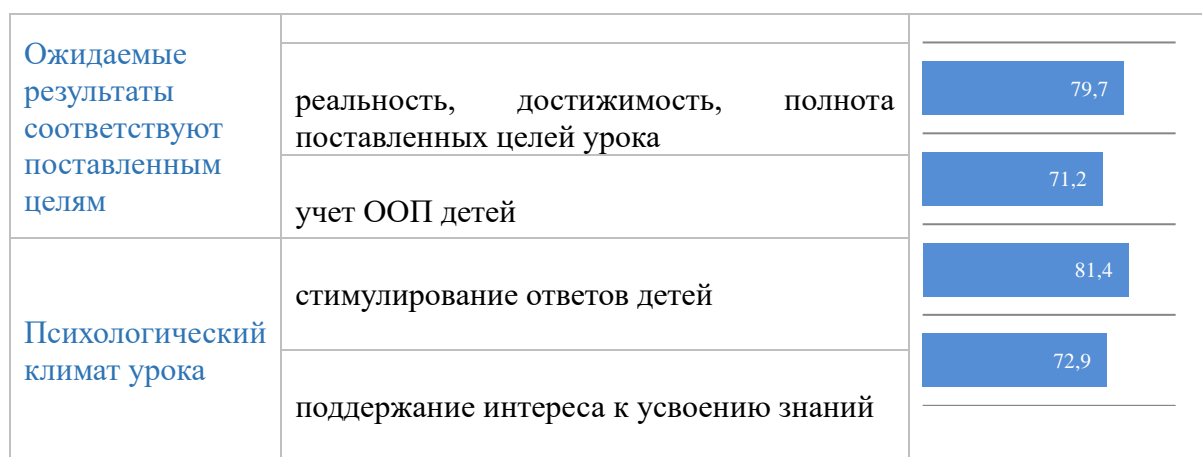 Ожидаемые
результаты
соответствуют
поставленным
целям
реальность, достижимость, полнота
поставленных целей урока
79,7
учет ООП детей
71,2
Психологический
климат урока
стимулирование ответов детей
81,4
поддержание интереса к усвоению знаний
72,9